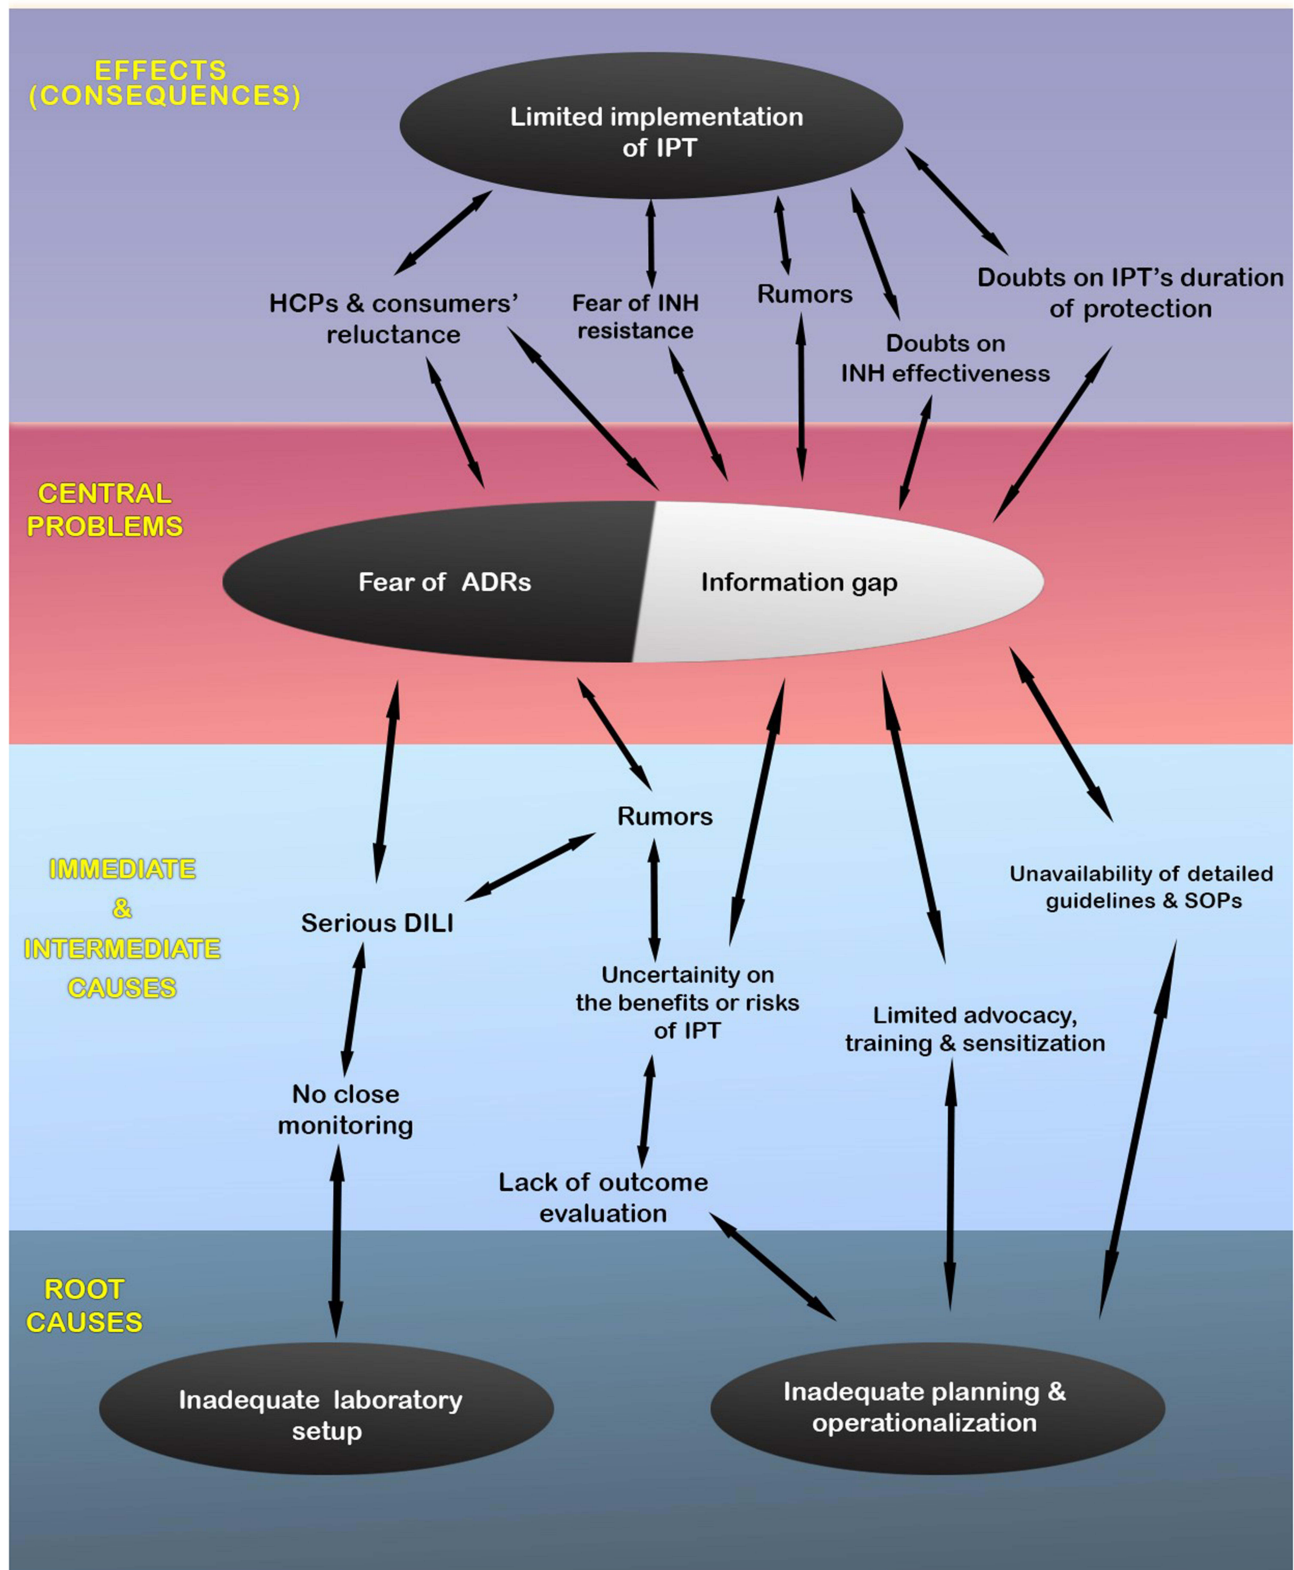 EFFECTS
(CONSEQUENCES)
Limited implementation
of IPT
HCPs & consumers’
reluctance
Fear of INH
resistance
Rumors
Doubts on
INH effectiveness
Doubts on IPT’s duration
of protection
CENTRAL
PROBLEMS
Fear of ADRs
Information gap
IMMEDIATE
&
INTERMEDIATE
CAUSES
Rumors
Serious DILI
Unavailability of detailed
guidelines & SOPs
Uncertainity on
the benefits or risks
of IPT
Limited advocacy,
training & sensitization
No close
monitoring
Lack of outcome
evaluation
ROOT
CAUSES
Inadequate laboratory
setup
Inadequate planning &
operationalization